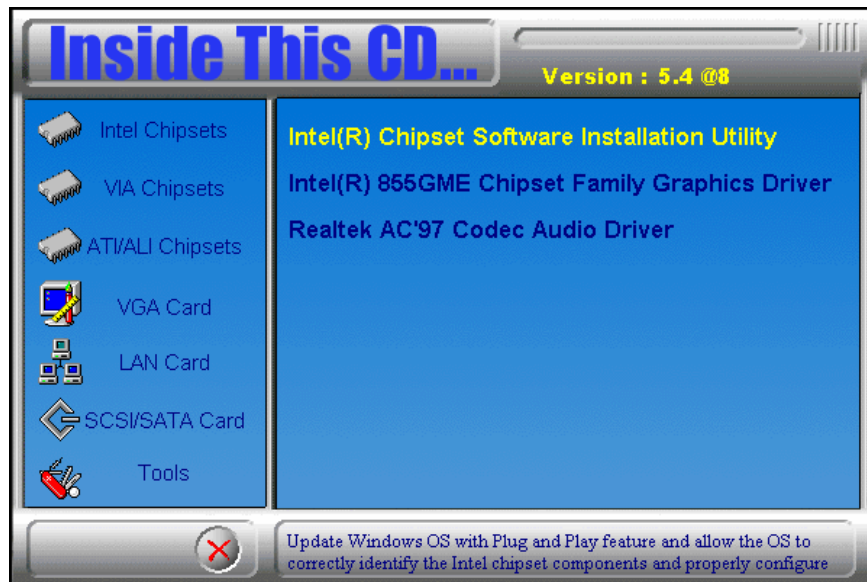 Inside This CD...
Version : 5.4 @8
Intel Chipsets
VIA Chipsets
ATI/ALI Chipsets
VGA Card
LAN Card
SCSI/SATA Card
Tools
Intel(R) Chipset Software Installation Utility
Intel(R) 855GME Chipset Family Graphics Driver
Realtek AC'97 Codec Audio Driver
Update Windows OS with Plug and Play feature and allow the OS to
correctly identify the Intel chipset components and properly configure